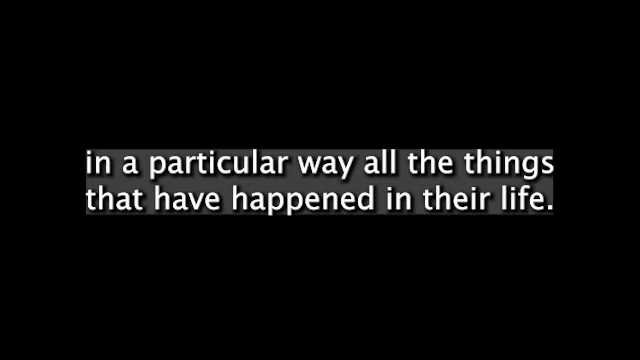 in a particular way all the things
that have happened in their life.